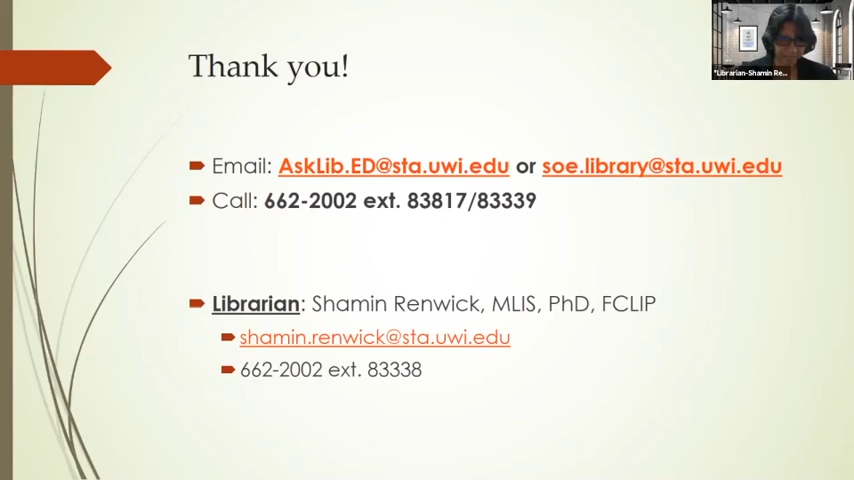 Thank you!
Email: AskLib.ED@sta.uwi.edu or soe.library@sta.uwi.edu
Call: 662-2002 ext. 83817/83339
Librarian: Shamin Renwick, MLIS, PhD, FCLIP
shamin.renwick@sta.uwi.edu
662-2002 ext. 83338
"Librarian-Shamin Re...